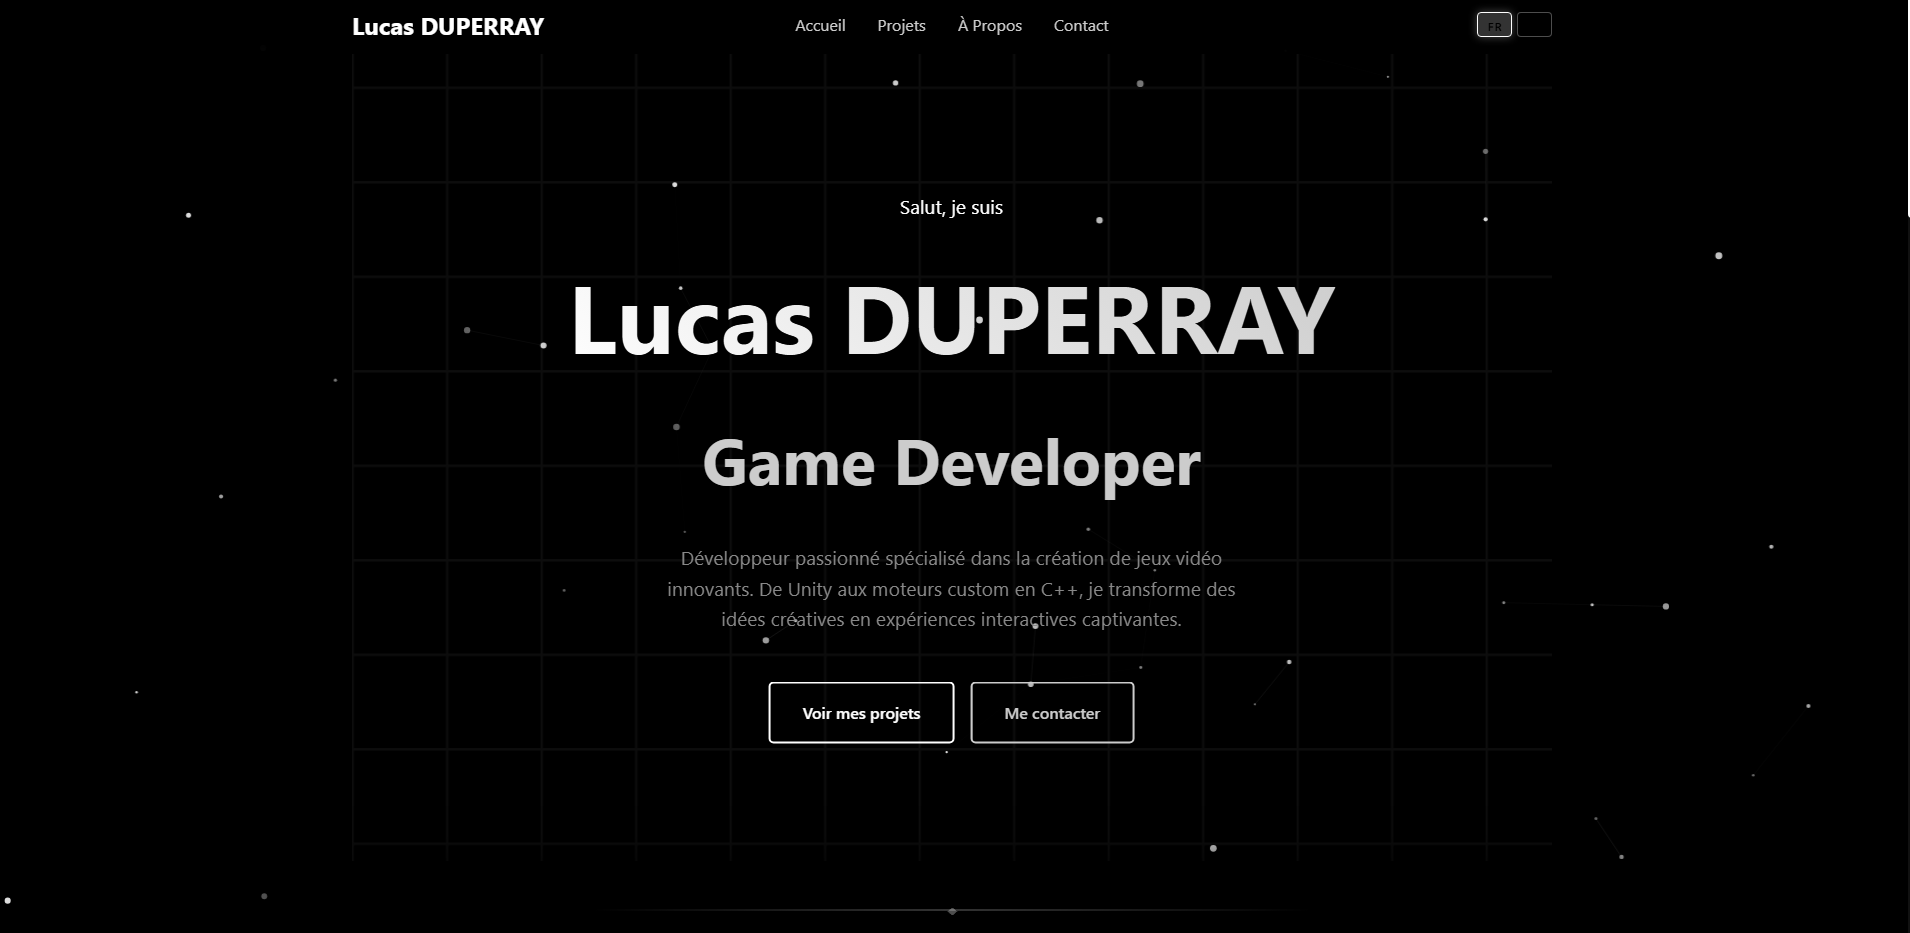 Lucas DUPERRAY
Accueil Projets À Propos Contact
FR
Salut, je suis
Lucas DUPERRAY
Game Developer
Développeur passionné spécialisé dans la création de jeux vidéo
innovants. De Unity aux moteurs custom en C++, je transforme des
idées créatives en expériences interactives captivantes.
Voir mes projets
Me contacter